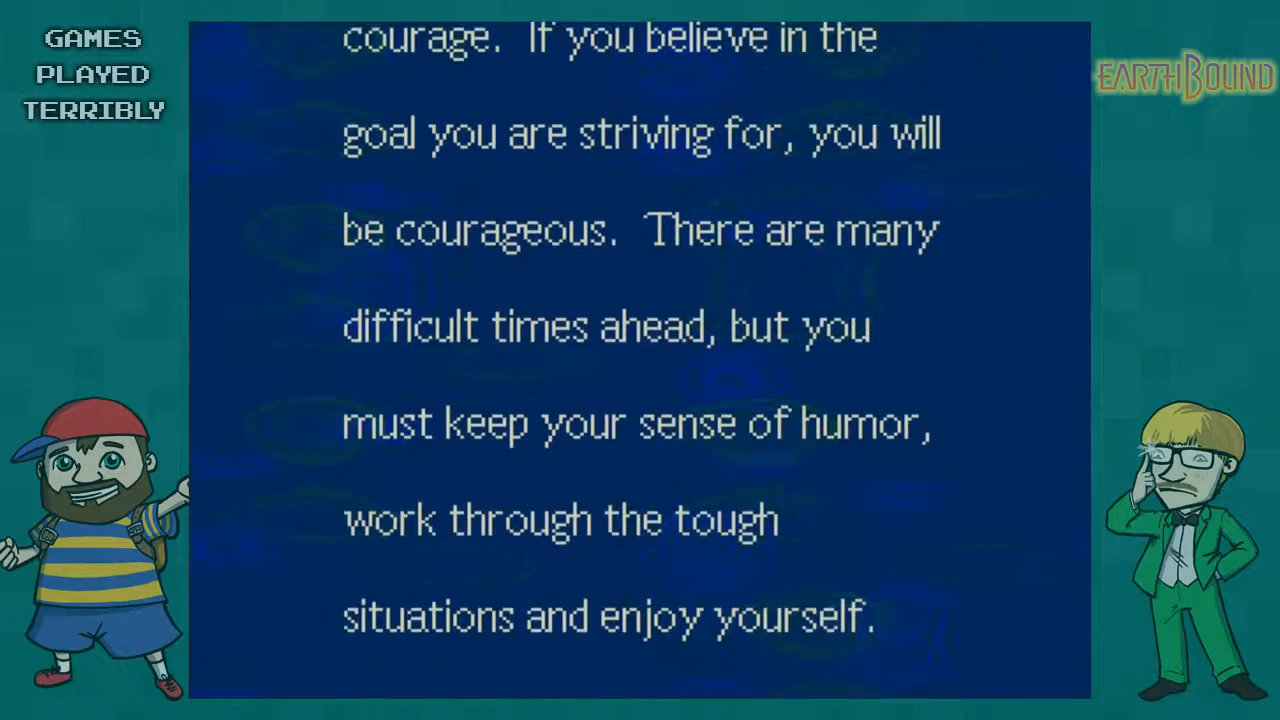 GAMES
PLAYED
TERRIBLY
EARTHBOUND
courage. If you believe in the
goal you are striving for, you will
be courageous. There are many
difficult times ahead, but you
must keep your sense of humor,
work through the tough
situations and enjoy yourself.